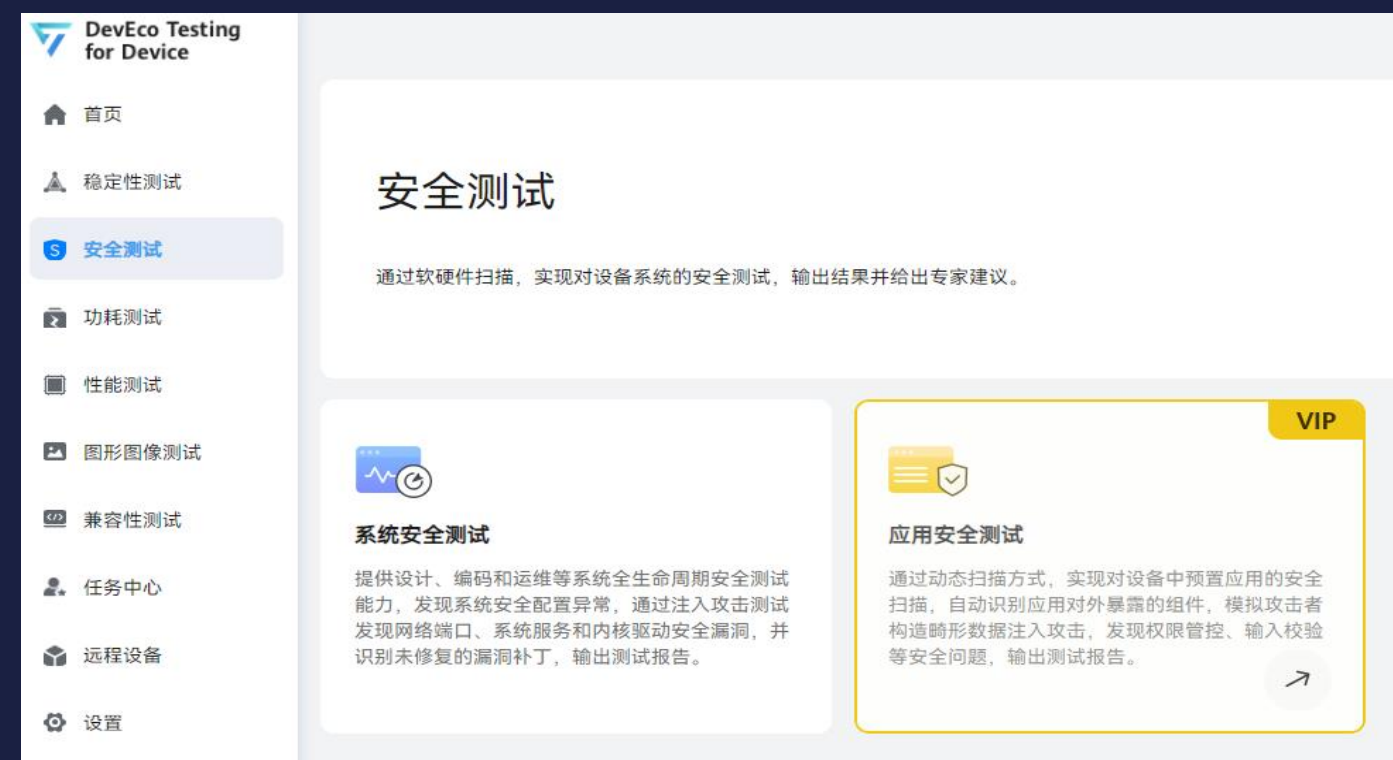 DevEco Testing
for Device
首页
稳定性测试
安全测试
功耗测试
性能测试
图形图像测试
兼容性测试
任务中心
远程设备
设置
安全测试
通过软硬件扫描，实现对设备系统的安全测试，输出结果并给出专家建议。
系统安全测试
提供设计、编码和运维等系统全生命周期安全测试
能力，发现系统安全配置异常，通过注入攻击测试
发现网络端口、系统服务和内核驱动安全漏洞，并
识别未修复的漏洞补丁，输出测试报告。
VIP
应用安全测试
通过动态扫描方式，实现对设备中预置应用的安全
扫描，自动识别应用对外暴露的组件，模拟攻击者
构造畸形数据注入攻击，发现权限管控、输入校验
等安全问题，输出测试报告。